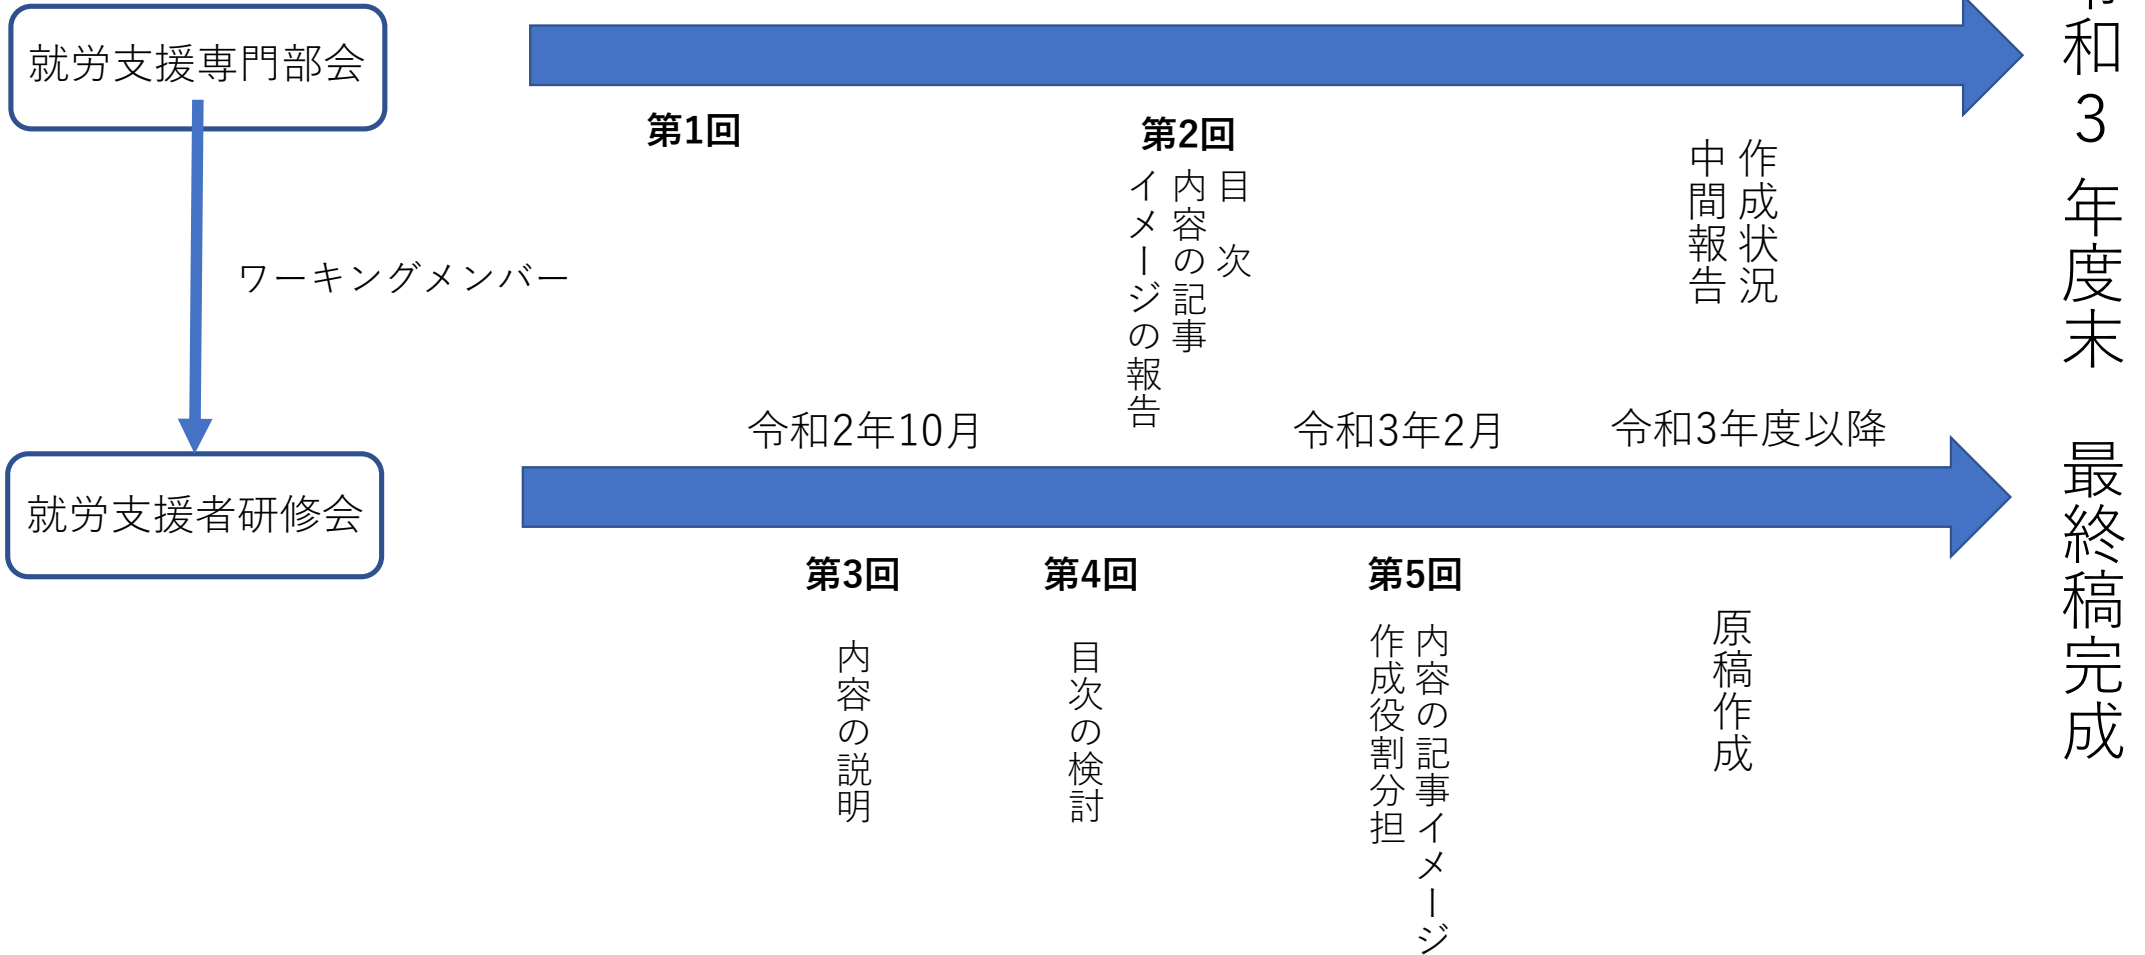 就労支援専門部会
第1回
第2回
目　次
内容の記事
イメージの報告
作成状況
中間報告
ワーキングメンバー
令和2年10月
令和3年2月
令和3年度以降
就労支援者研修会
第3回
第4回
第5回
内容の説明
目次の検討
内容の記事イメージ
作成役割分担
原稿作成
令和3年度末　最終稿完成